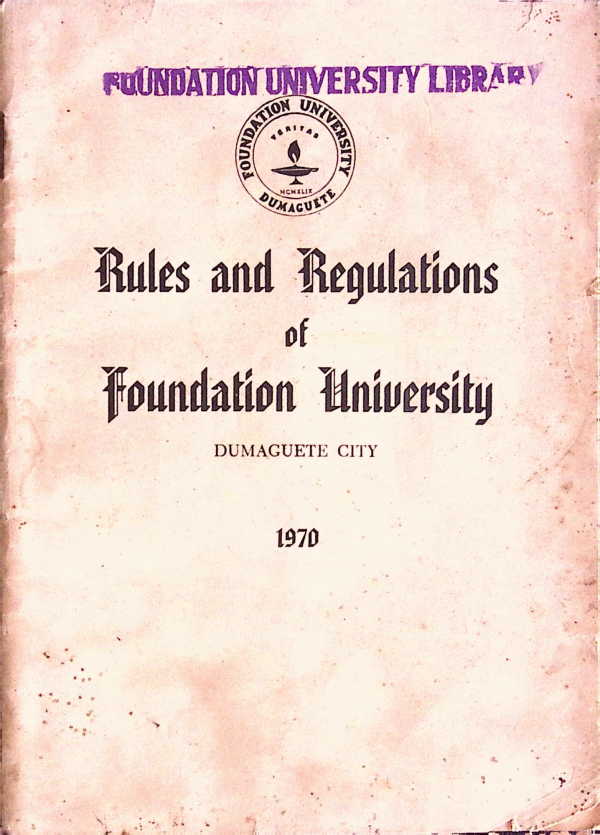 FOUNDATION UNIVERSITY LIBRARY
FOUNDATION UNIVERSITY
VERITAS
MCMXLIX
DUMAGUETE
Rules and Regulations
of
Foundation University
DUMAGUETE CITY
1970